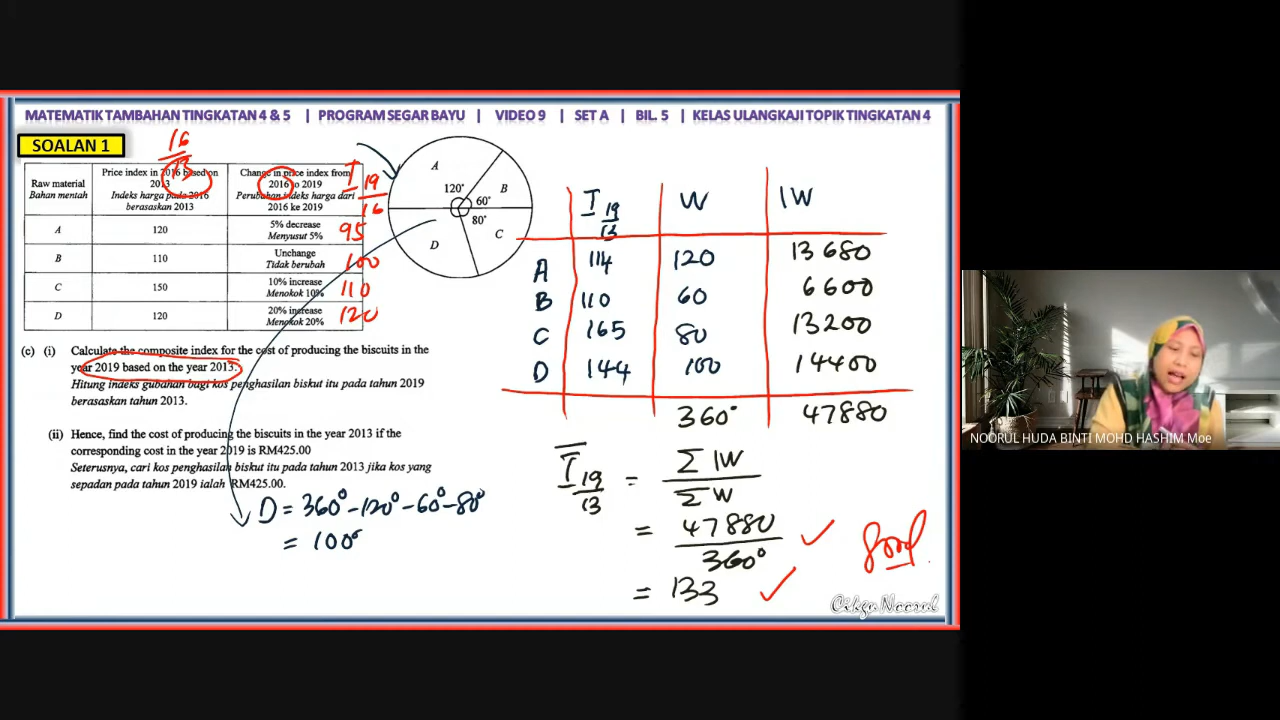 MATEMATIK TAMBAHAN TINGKATAN 4 & 5 | PROGRAM SEGAR BAYU | VIDEO 9 | SET A | BIL. 5 | KELAS ULANGKAJI TOPIK TINGKATAN 4
SOALAN 1
16
13
Raw material
Bahan mentah
Price index in 2016 based on
2013
Indeks harga pada 2016
berasaskan 2013
Change in price index from
2016 to 2019
Perubahan indeks harga dari
2016 ke 2019
I 19
16
A 120 5% decrease 95
Menyusut 5%
B 110 Unchange 100
Tidak berubah
C 150 10% increase 110
Menokok 10%
D 120 20% increase 120
Menokok 20%
A
120°
60°
B
80°
C
D
I 19 W IW
13
A 114 120 13680
B 110 60 6600
C 165 80 13200
D 144 100 14400
360° 47880
(c) (i) Calculate the composite index for the cost of producing the biscuits in the
year 2019 based on the year 2013.
Hitung indeks gubahan bagi kos penghasilan biskut itu pada tahun 2019
berasaskan tahun 2013.
(ii) Hence, find the cost of producing the biscuits in the year 2013 if the
corresponding cost in the year 2019 is RM425.00
Seterusnya, cari kos penghasilan biskut itu pada tahun 2013 jika kos yang
sepadan pada tahun 2019 ialah RM425.00.
D = 360° - 120° - 60° - 80°
= 100°
I 19 = Σ IW
13 Σ W
= 47880
360°
= 133
good
Cikgu Noorul
NOORUL HUDA BINTI MOHD HASHIM Moe